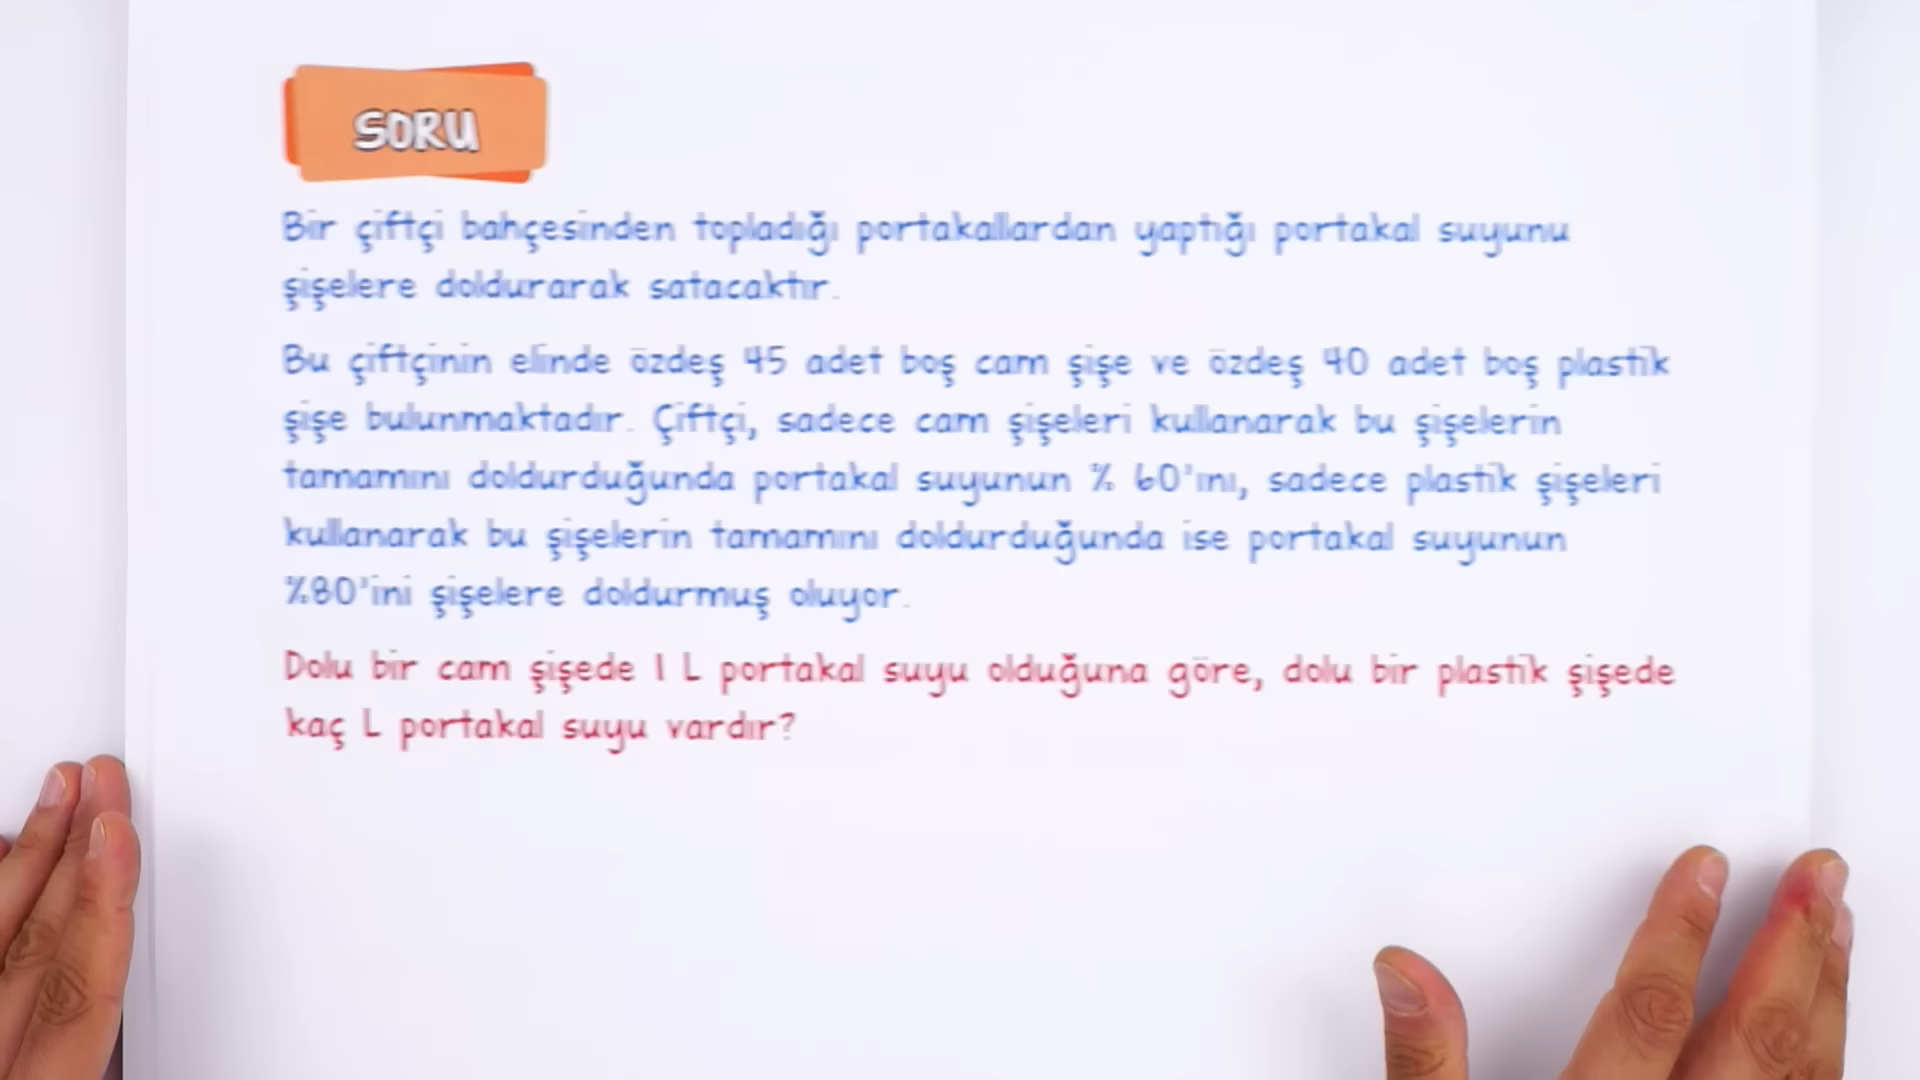 SORU
Bir çiftçi bahçesinden topladığı portakallardan yaptığı portakal suyunu
şişelere doldurarak satacaktır.
Bu çiftçinin elinde özdeş 45 adet boş cam şişe ve özdeş 40 adet boş plastik
şişe bulunmaktadır. Çiftçi, sadece cam şişeleri kullanarak bu şişelerin
tamamını doldurduğunda portakal suyunun % 60'ını, sadece plastik şişeleri
kullanarak bu şişelerin tamamını doldurduğunda ise portakal suyunun
%80'ini şişelere doldurmuş oluyor.
Dolu bir cam şişede 1 L portakal suyu olduğuna göre, dolu bir plastik şişede
kaç L portakal suyu vardır?